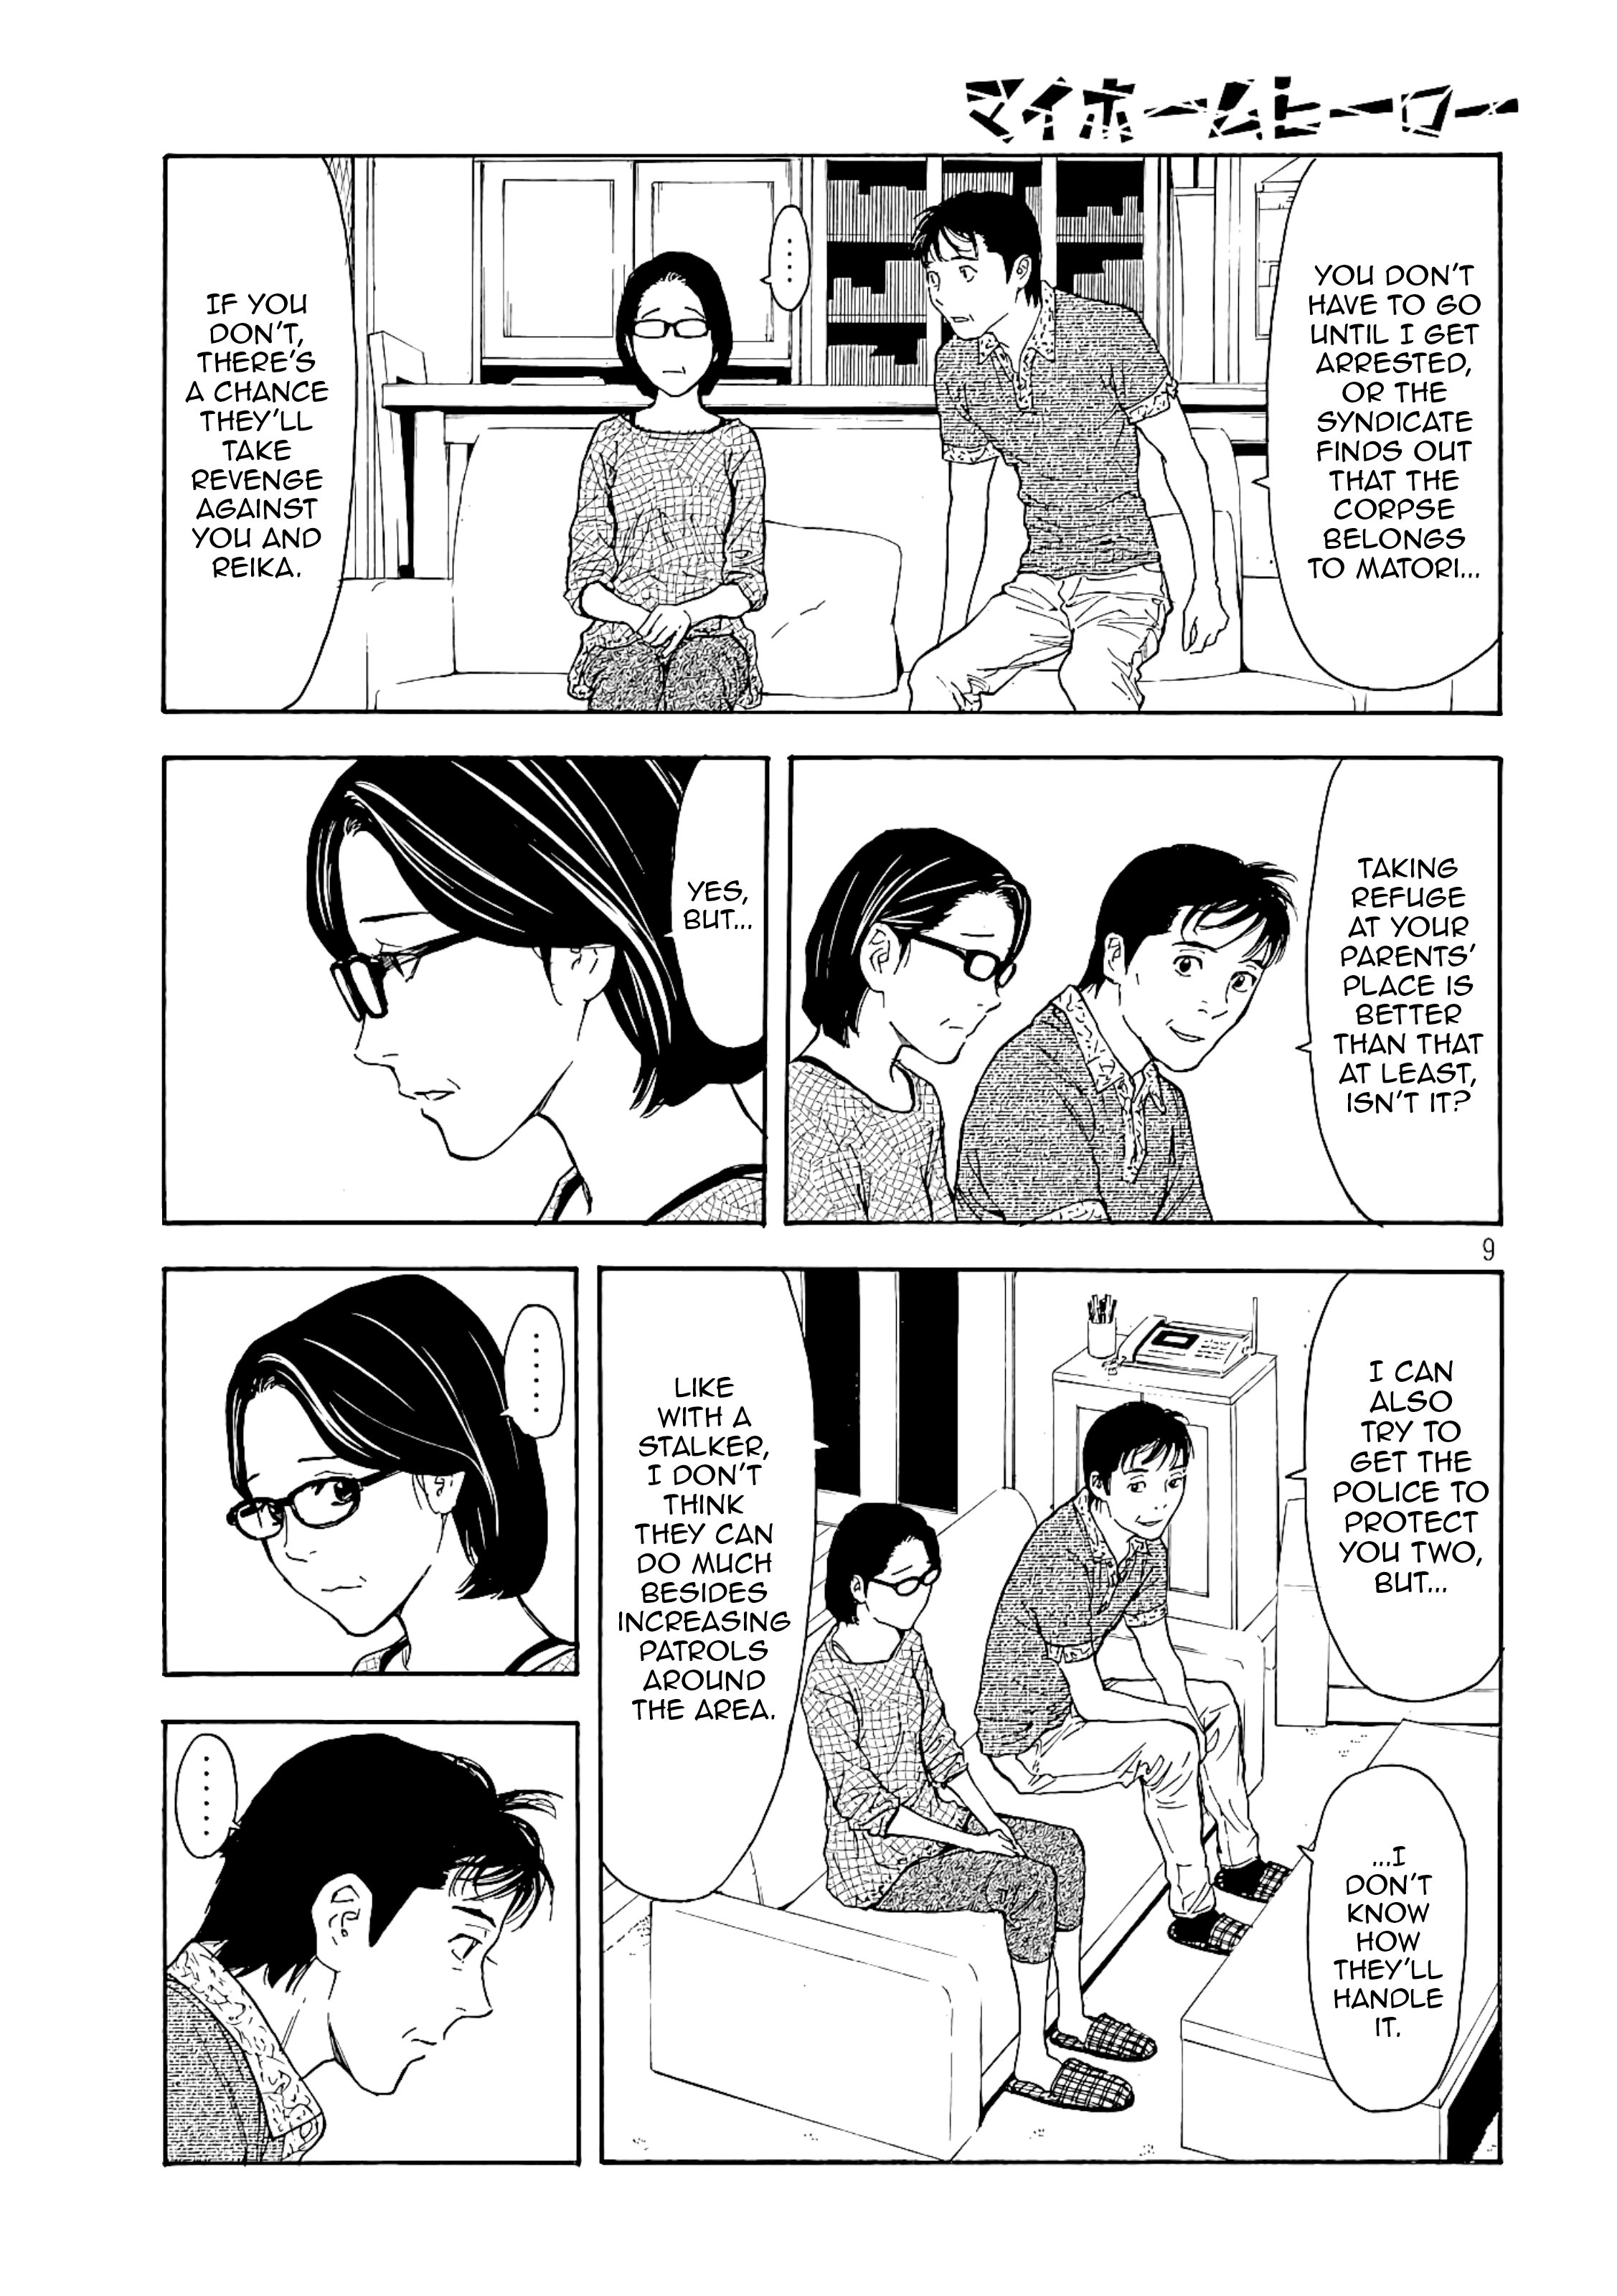 マイホームヒーロー
YOU DON'T
HAVE TO GO
UNTIL I GET
ARRESTED,
OR THE
SYNDICATE
FINDS OUT
THAT THE
CORPSE
BELONGS
TO MATORI...
....
IF YOU
DON'T,
THERE'S
A CHANCE
THEY'LL
TAKE
REVENGE
AGAINST
YOU AND
REIKA.
TAKING
REFUGE
AT YOUR
PARENTS'
PLACE IS
BETTER
THAN THAT
AT LEAST,
ISN'T IT?
YES,
BUT...
9
I CAN
ALSO
TRY TO
GET THE
POLICE TO
PROTECT
YOU TWO,
BUT...
...I
DON'T
KNOW
HOW
THEY'LL
HANDLE
IT.
LIKE
WITH A
STALKER,
I DON'T
THINK
THEY CAN
DO MUCH
BESIDES
INCREASING
PATROLS
AROUND
THE AREA.
......
......